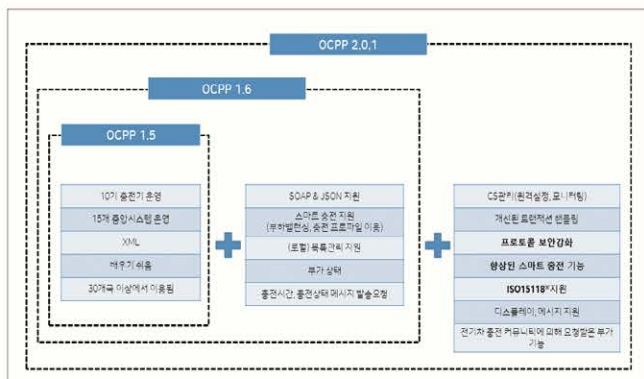 OCPP 2.0.1
OCPP 1.6
OCPP 1.5
10기 충전기 운영
15개 중앙시스템 운영
XML
배우기 쉬움
30개국 이상에서 이용됨
SOAP & JSON 지원
스마트 충전 지원
(부하밸런싱, 충전 프로파일 이용)
(로컬) 목록관리 지원
부가 상태
충전시간, 충전상태 메시지 발송요청
CS관리(원격설정, 모니터링)
개선된 트랜잭션 핸들링
프로토콜 보안강화
향상된 스마트 충전 기능
ISO15118*지원
디스플레이, 메시지 지원
전기차 충전 커뮤니티에 의해 요청받은 부가
기능